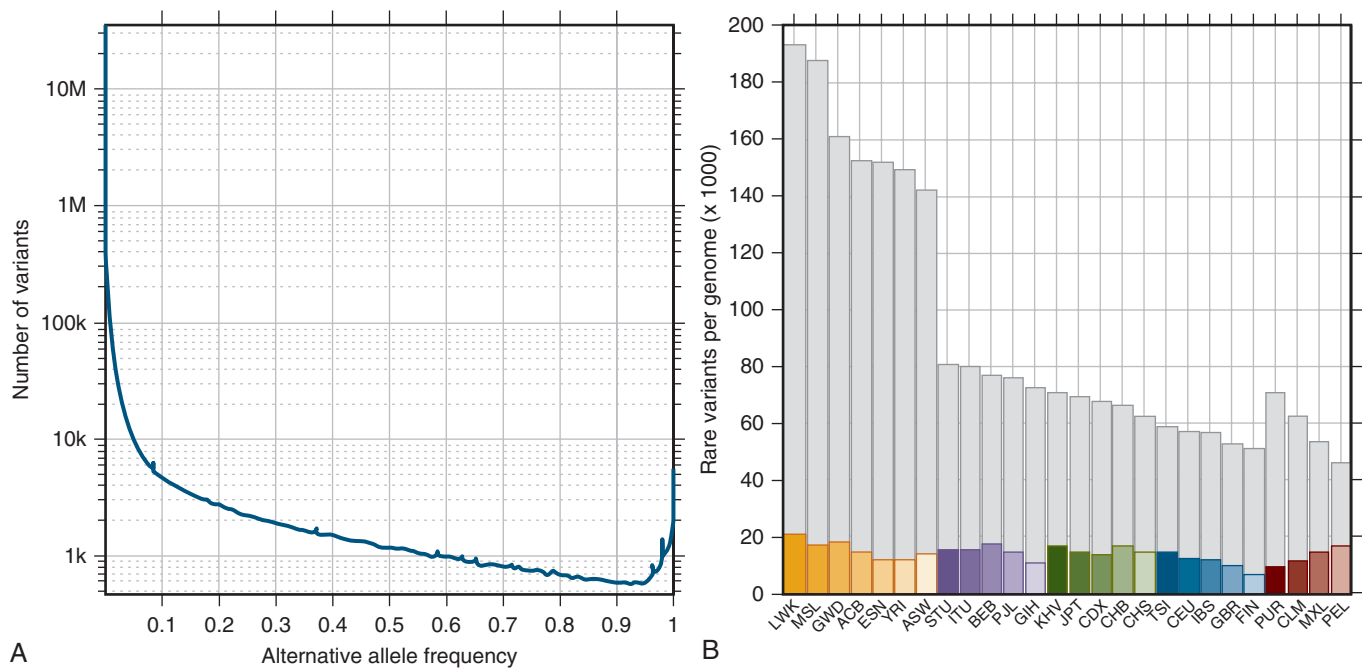 10M
1M
100k
10k
1k
Number of variants
0.1 0.2 0.3 0.4 0.5 0.6 0.7 0.8 0.9 1
Alternative allele frequency
A
200
180
160
140
120
100
80
60
40
20
0
Rare variants per genome (x 1000)
LWK MSL GWD ACB ESN YRI ASW STU ITU BEB PJL GIH KHV JPT CDX CHB CHS TSI CEU IBS GBR FIN PUR CLM MXL PEL
B